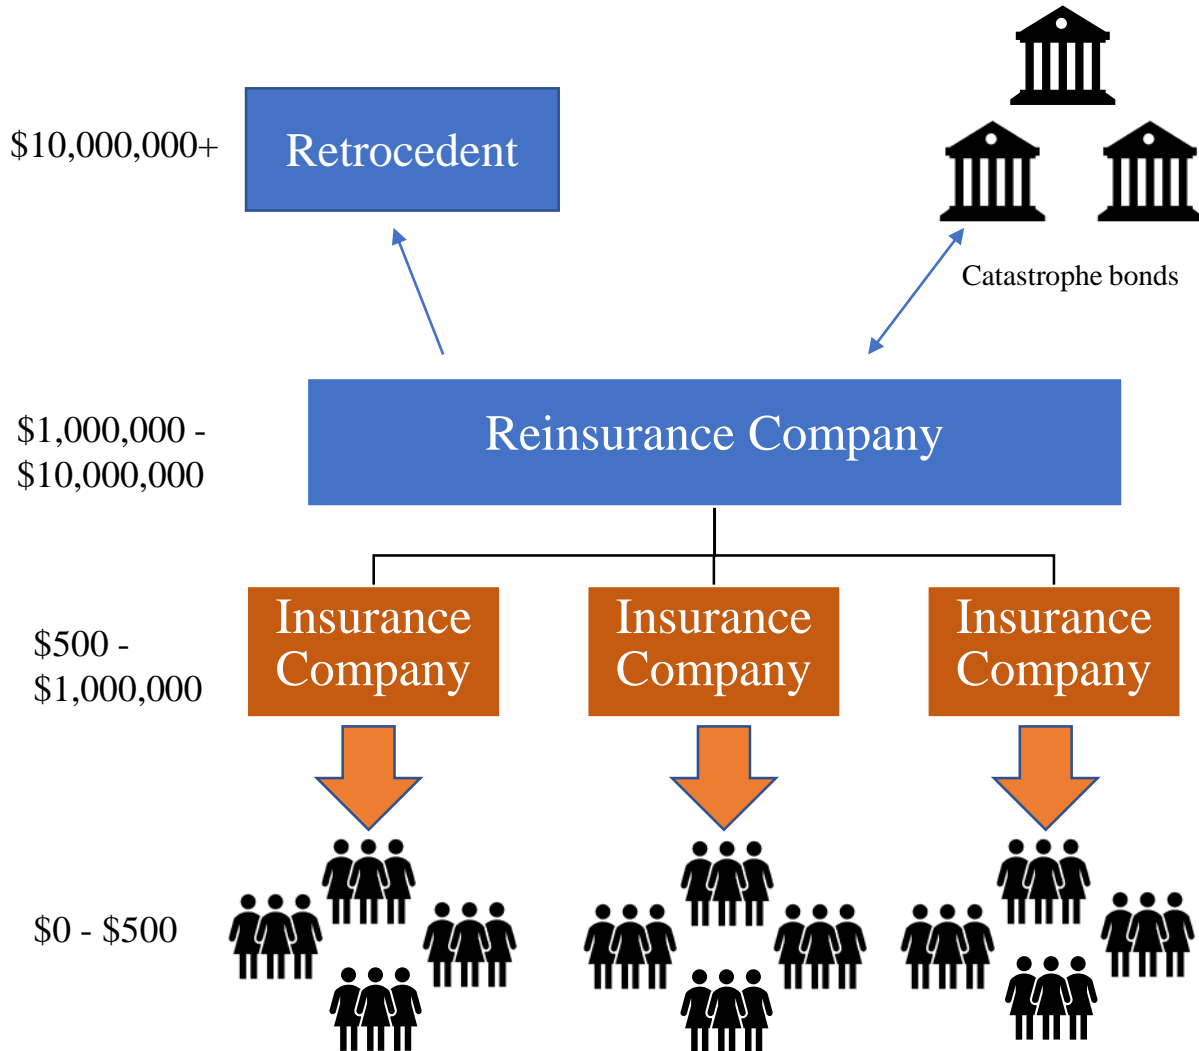 $10,000,000+
Retrocedent
Catastrophe bonds
$1,000,000 -
$10,000,000
Reinsurance Company
$500 -
$1,000,000
Insurance
Company
Insurance
Company
Insurance
Company
$0 - $500